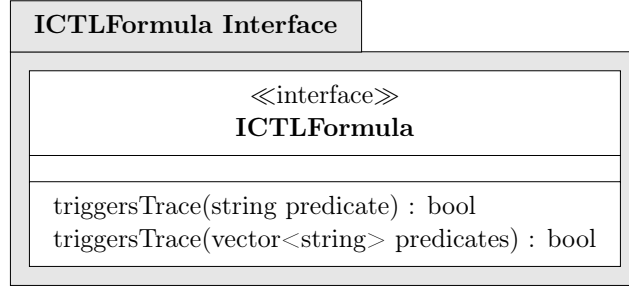 ICTLFormula Interface
≪interface≫
ICTLFormula
triggersTrace(string predicate) : bool
triggersTrace(vector<string> predicates) : bool